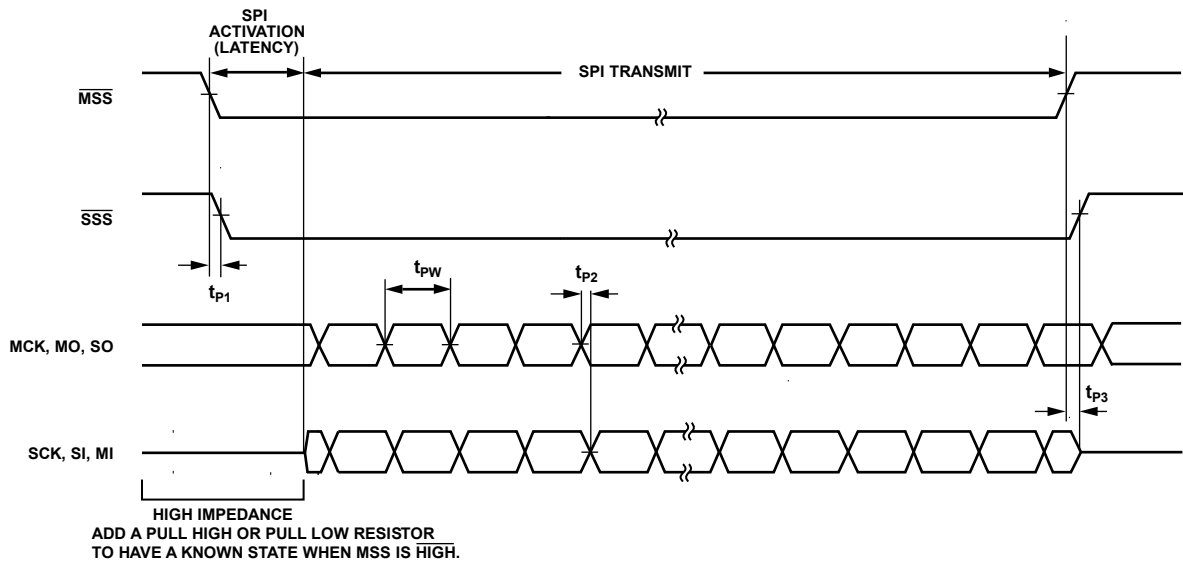 SPI
ACTIVATION
(LATENCY)
SPI TRANSMIT
MSS
SSS
tP1
tPW
tP2
MCK, MO, SO
tP3
SCK, SI, MI
HIGH IMPEDANCE
ADD A PULL HIGH OR PULL LOW RESISTOR
TO HAVE A KNOWN STATE WHEN MSS IS HIGH.